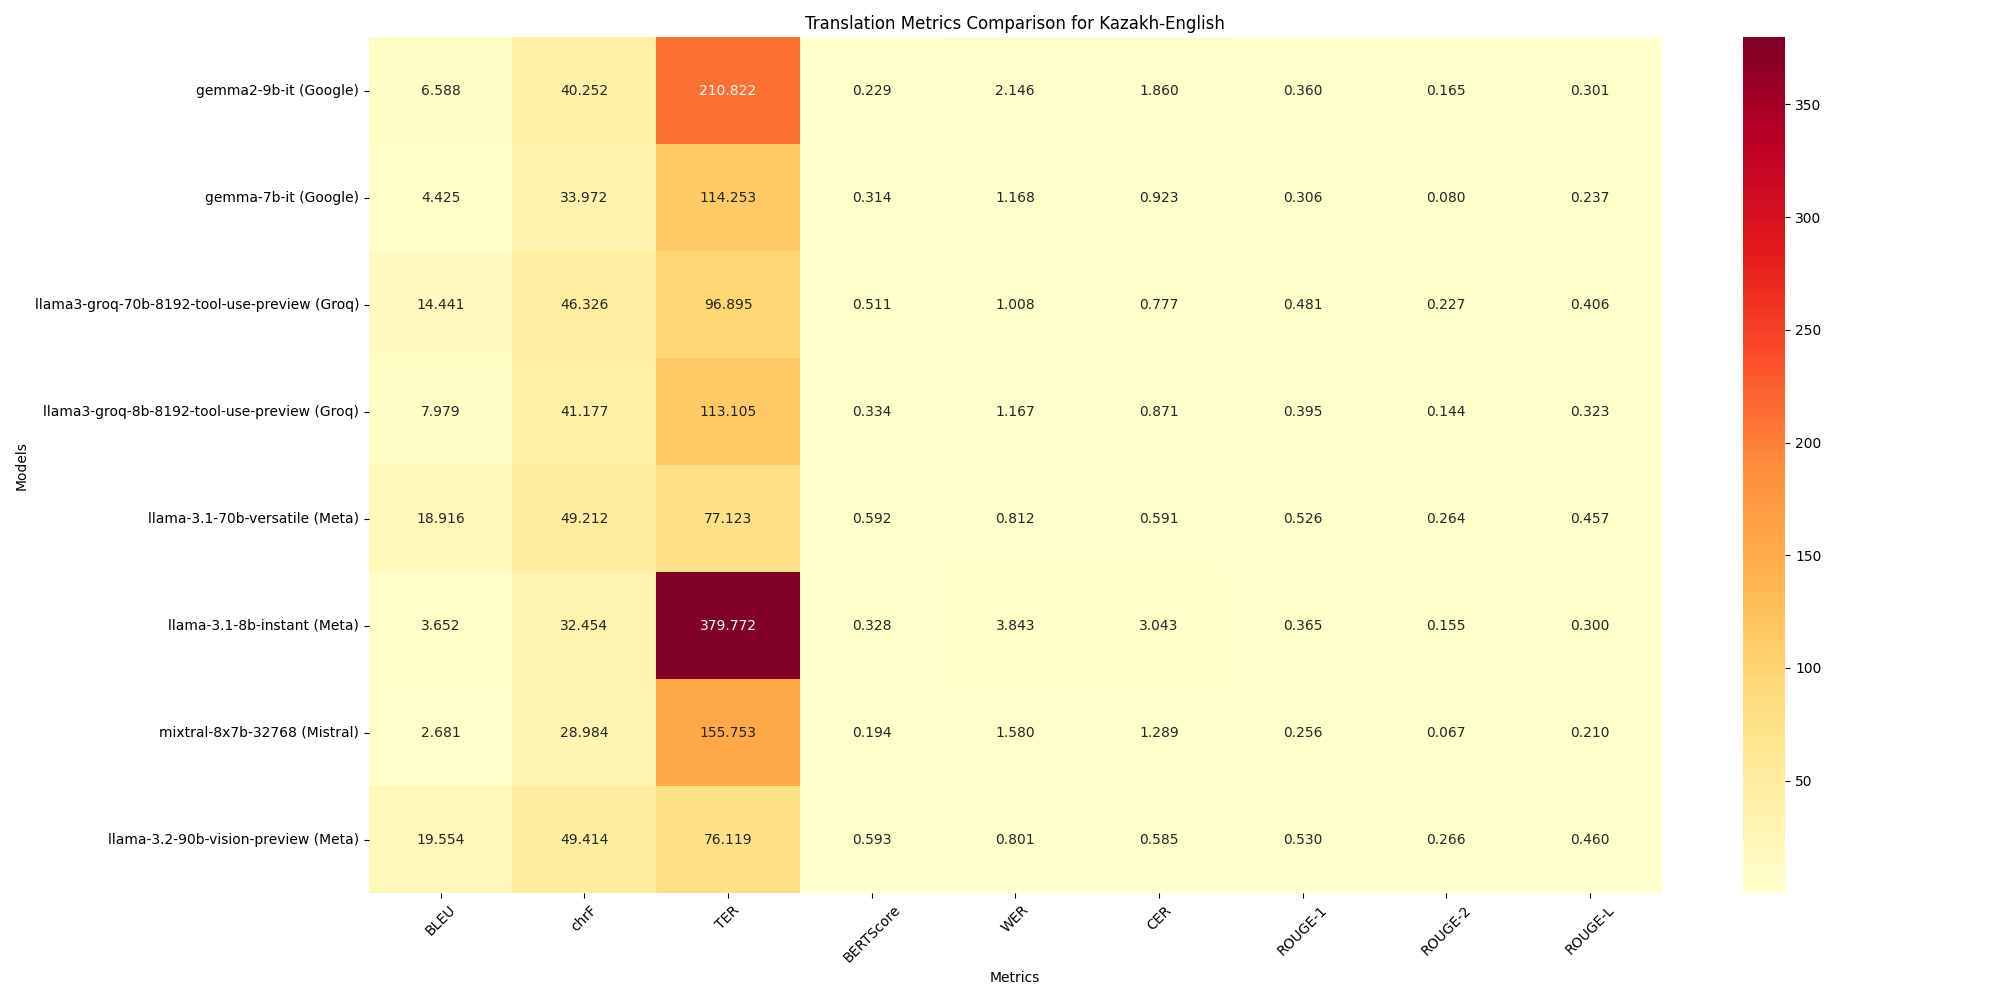 Translation Metrics Comparison for Kazakh-English
gemma2-9b-it (Google) 6.588 40.252 210.822 0.229 2.146 1.860 0.360 0.165 0.301
gemma-7b-it (Google) 4.425 33.972 114.253 0.314 1.168 0.923 0.306 0.080 0.237
llama3-groq-70b-8192-tool-use-preview (Groq) 14.441 46.326 96.895 0.511 1.008 0.777 0.481 0.227 0.406
llama3-groq-8b-8192-tool-use-preview (Groq) 7.979 41.177 113.105 0.334 1.167 0.871 0.395 0.144 0.323
llama-3.1-70b-versatile (Meta) 18.916 49.212 77.123 0.592 0.812 0.591 0.526 0.264 0.457
llama-3.1-8b-instant (Meta) 3.652 32.454 379.772 0.328 3.843 3.043 0.365 0.155 0.300
mixtral-8x7b-32768 (Mistral) 2.681 28.984 155.753 0.194 1.580 1.289 0.256 0.067 0.210
llama-3.2-90b-vision-preview (Meta) 19.554 49.414 76.119 0.593 0.801 0.585 0.530 0.266 0.460
Models
BLEU chrF TER BERTScore WER CER ROUGE-1 ROUGE-2 ROUGE-L
Metrics
350
300
250
200
150
100
50